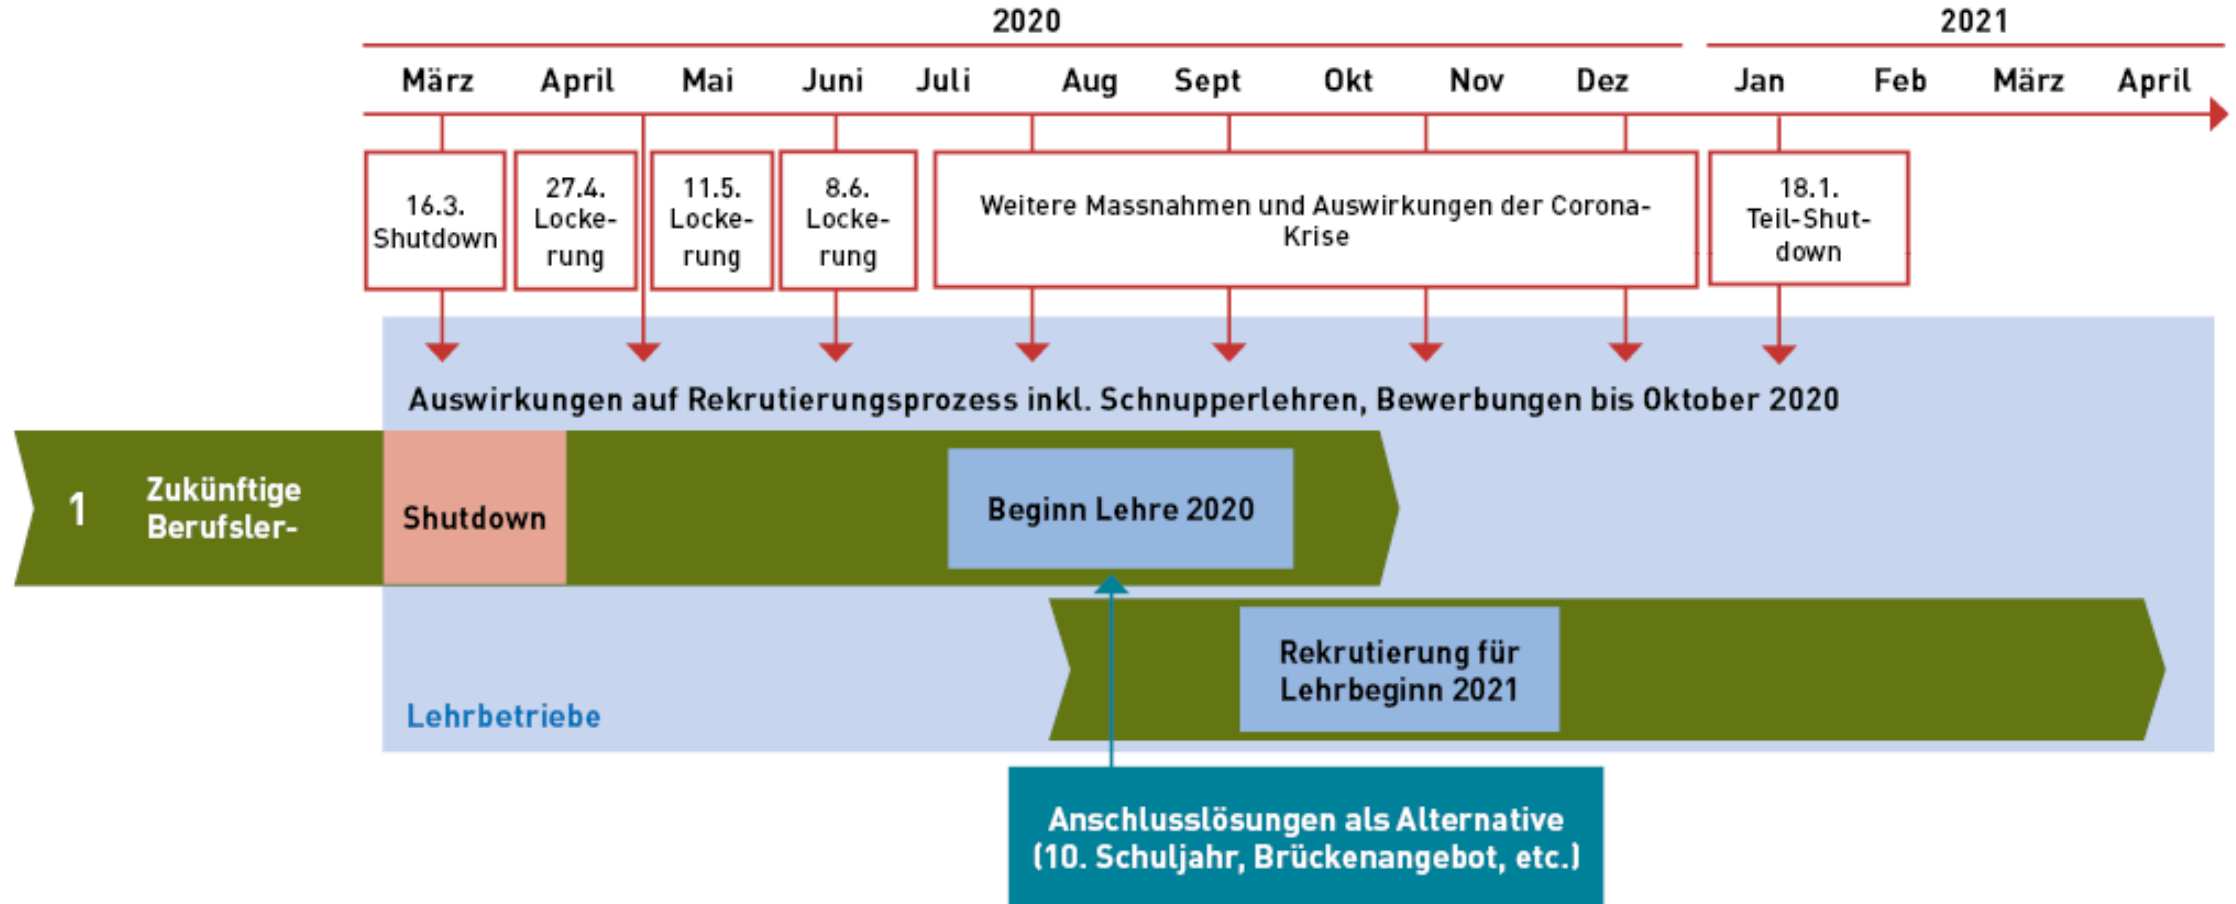 2020
2021
März April Mai Juni Juli Aug Sept Okt Nov Dez Jan Feb März April
16.3.
Shutdown
27.4.
Locke-
rung
11.5.
Locke-
rung
8.6.
Locke-
rung
Weitere Massnahmen und Auswirkungen der Corona-
Krise
18.1.
Teil-Shut-
down
Auswirkungen auf Rekrutierungsprozess inkl. Schnupperlehren, Bewerbungen bis Oktober 2020
1
Zukünftige
Berufsler-
Shutdown
Beginn Lehre 2020
Rekrutierung für
Lehrbeginn 2021
Lehrbetriebe
Anschlusslösungen als Alternative
(10. Schuljahr, Brückenangebot, etc.)